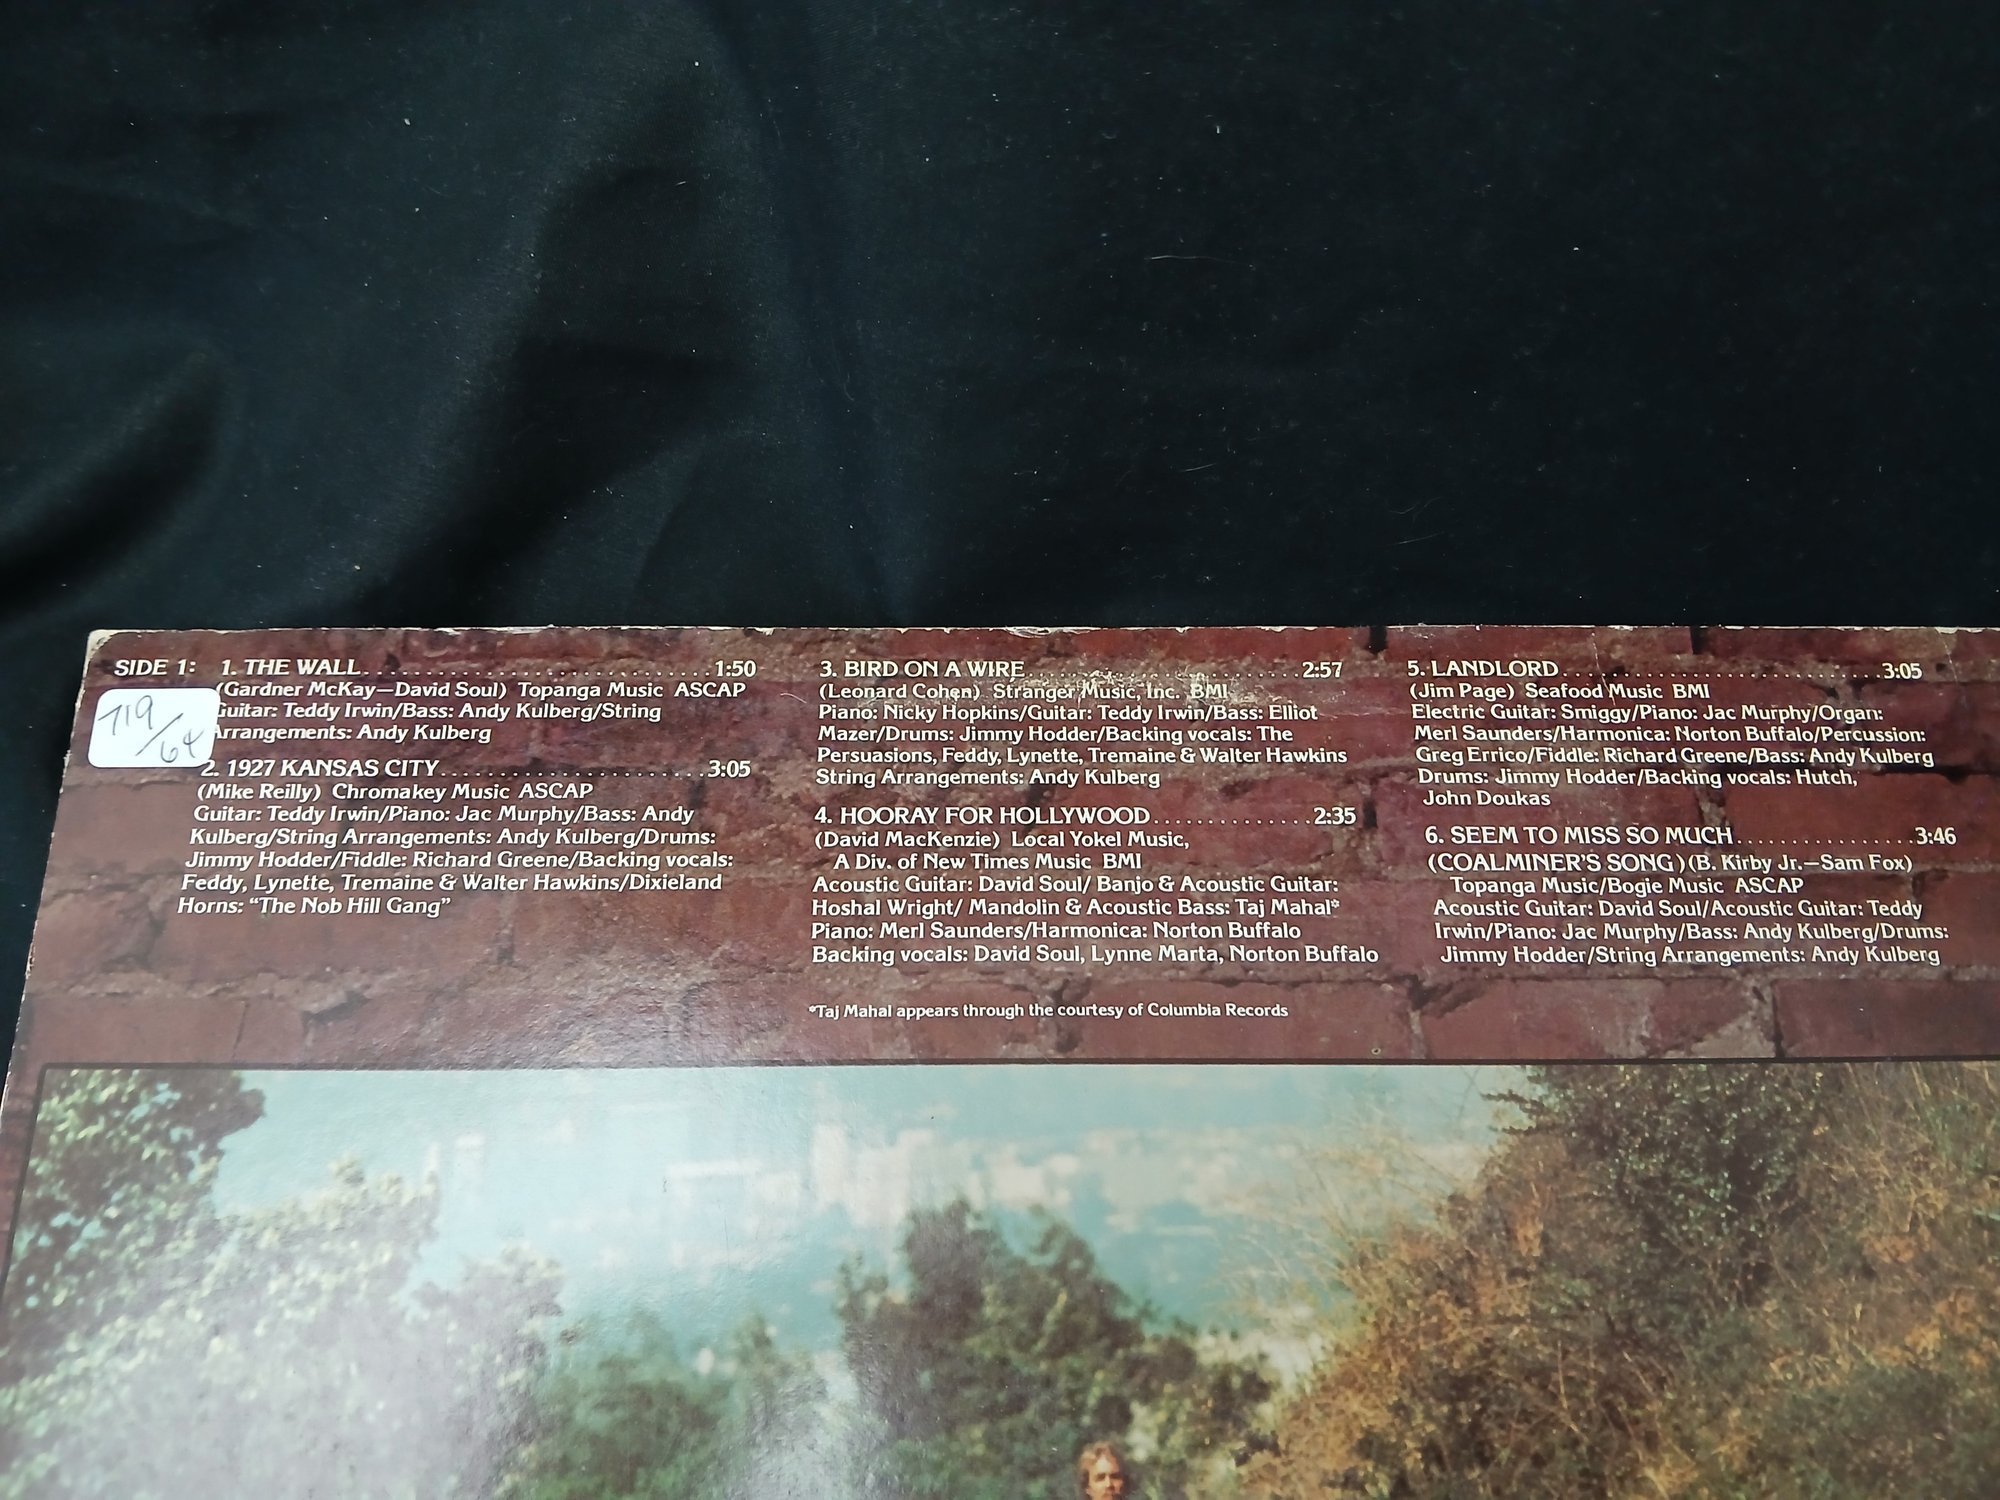 SIDE 1: 1. THE WALL........................1:50
(Gardner McKay—David Soul) Topanga Music ASCAP
Guitar: Teddy Irwin/Bass: Andy Kulberg/String
Arrangements: Andy Kulberg
719/64
2. 1927 KANSAS CITY.......................3:05
(Mike Reilly) Chromakey Music ASCAP
Guitar: Teddy Irwin/Piano: Jac Murphy/Bass: Andy
Kulberg/String Arrangements: Andy Kulberg/Drums:
Jimmy Hodder/Fiddle: Richard Greene/Backing vocals:
Feddy, Lynette, Tremaine & Walter Hawkins/Dixieland
Horns: “The Nob Hill Gang”
3. BIRD ON A WIRE........................2:57
(Leonard Cohen) Stranger Music, Inc. BMI
Piano: Nicky Hopkins/Guitar: Teddy Irwin/Bass: Elliot
Mazer/Drums: Jimmy Hodder/Backing vocals: The
Persuasions, Feddy, Lynette, Tremaine & Walter Hawkins
String Arrangements: Andy Kulberg
4. HOORAY FOR HOLLYWOOD..............2:35
(David MacKenzie) Local Yokel Music,
A Div. of New Times Music BMI
Acoustic Guitar: David Soul/ Banjo & Acoustic Guitar:
Hoshal Wright/ Mandolin & Acoustic Bass: Taj Mahal*
Piano: Merl Saunders/Harmonica: Norton Buffalo
Backing vocals: David Soul, Lynne Marta, Norton Buffalo
*Taj Mahal appears through the courtesy of Columbia Records
5. LANDLORD............................3:05
(Jim Page) Seafood Music BMI
Electric Guitar: Smiggy/Piano: Jac Murphy/Organ:
Merl Saunders/Harmonica: Norton Buffalo/Percussion:
Greg Errico/Fiddle: Richard Greene/Bass: Andy Kulberg
Drums: Jimmy Hodder/Backing vocals: Hutch,
John Doukas
6. SEEM TO MISS SO MUCH................3:46
(COALMINER'S SONG) (B. Kirby Jr.—Sam Fox)
Topanga Music/Bogie Music ASCAP
Acoustic Guitar: David Soul/Acoustic Guitar: Teddy
Irwin/Piano: Jac Murphy/Bass: Andy Kulberg/Drums:
Jimmy Hodder/String Arrangements: Andy Kulberg